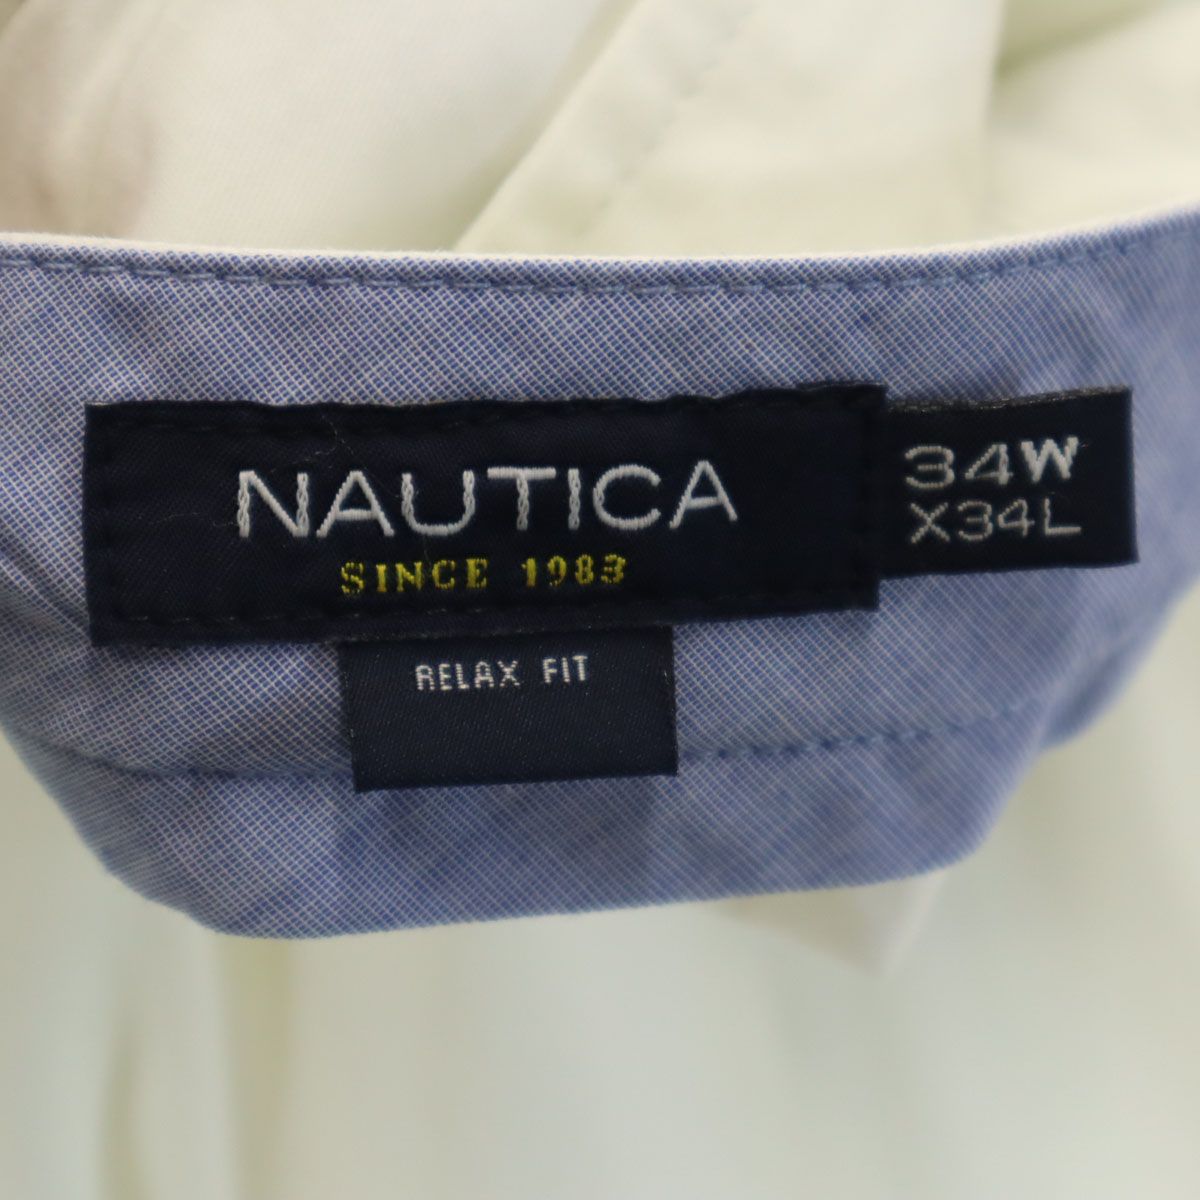 NAUTICA
SINCE 1983
34W
X34L
RELAX FIT